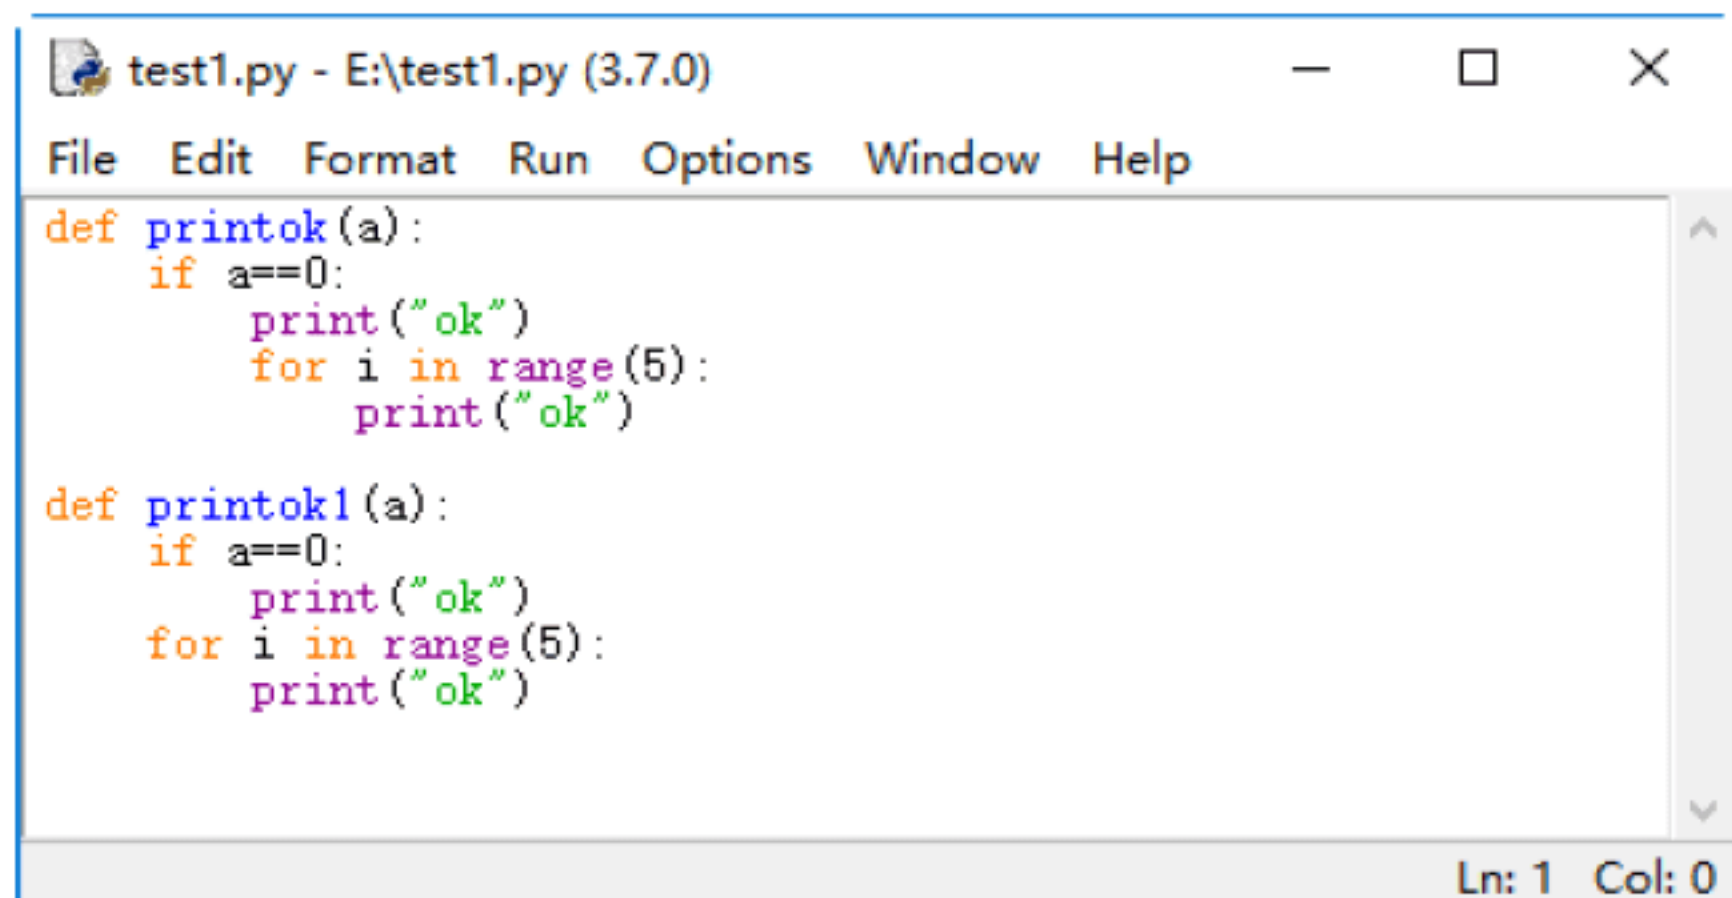 test1.py - E:\test1.py (3.7.0)
File Edit Format Run Options Window Help
def printok(a):
    if a==0:
        print("ok")
        for i in range(5):
            print("ok")

def printok1(a):
    if a==0:
        print("ok")
    for i in range(5):
        print("ok")
Ln: 1 Col: 0